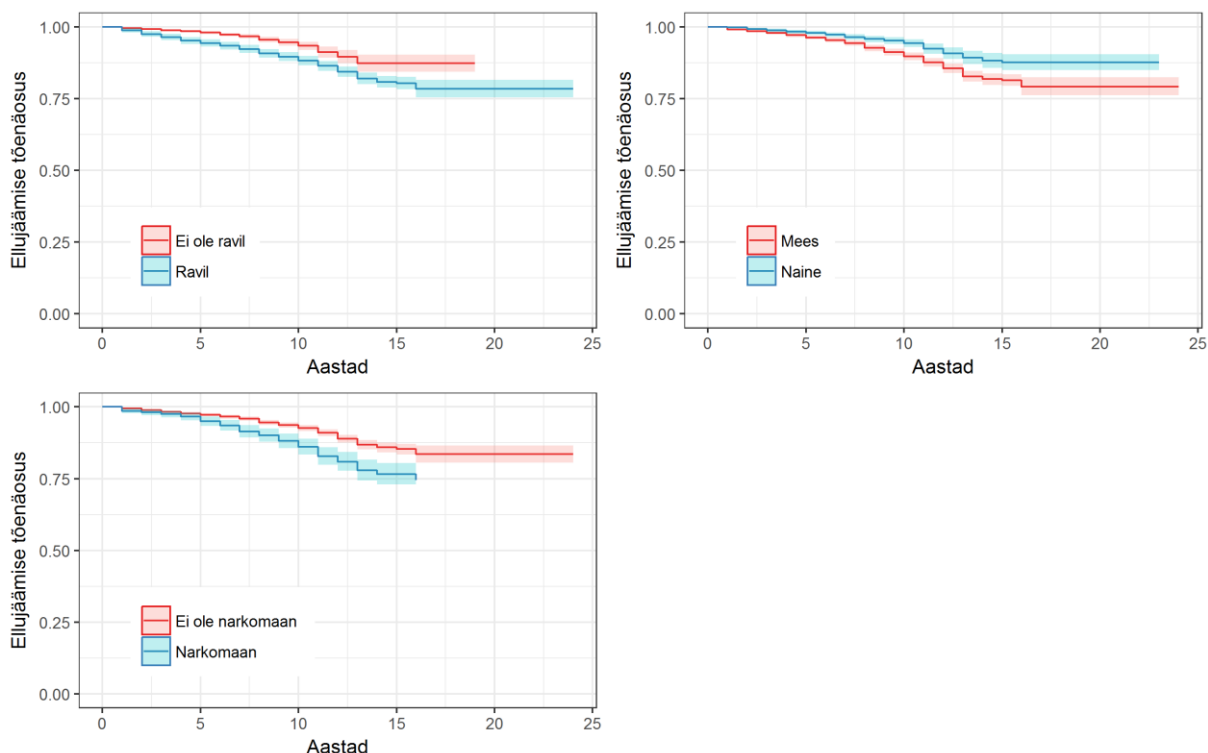 Ellujäämise tõenäosus
1.00
0.75
0.50
0.25
0.00
Ei ole ravil
Ravil
0 5 10 15 20 25
Aastad
Ellujäämise tõenäosus
1.00
0.75
0.50
0.25
0.00
Mees
Naine
0 5 10 15 20 25
Aastad
Ellujäämise tõenäosus
1.00
0.75
0.50
0.25
0.00
Ei ole narkomaan
Narkomaan
0 5 10 15 20 25
Aastad